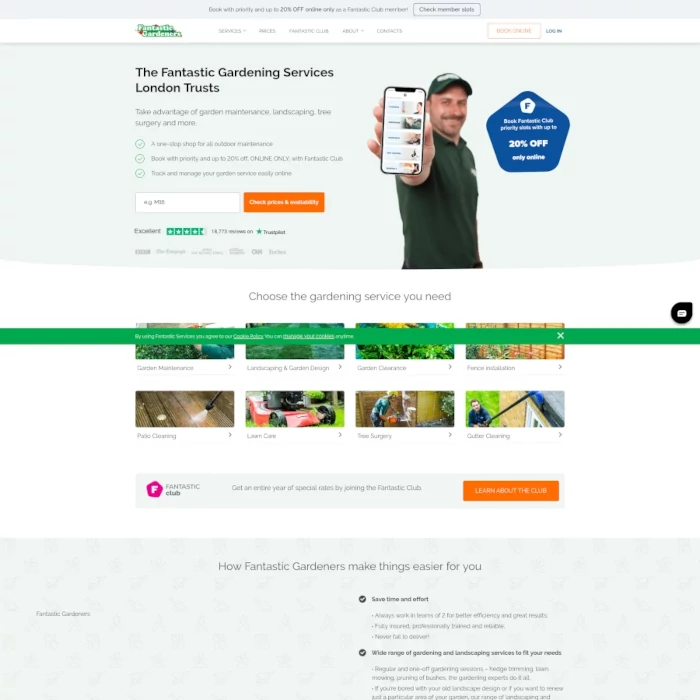 Book with priority and up to 20% OFF online only as a Fantastic Club member!
Check member slots
Fantastic
Gardeners
SERVICES
PRICES
FANTASTIC CLUB
ABOUT
CONTACTS
BOOK ONLINE
LOG IN
The Fantastic Gardening Services
London Trusts
Take advantage of garden maintenance, landscaping, tree
surgery and more.
A one-stop shop for all outdoor maintenance
Book with priority and up to 20% off, ONLINE ONLY, with Fantastic Club
Track and manage your garden service easily online
e.g. M16
Check prices & availability
Excellent
reviews on
Trustpilot
F
Book Fantastic Club
priority slots with up to
20% OFF
only online
Choose the gardening service you need
By using Fantastic Services you agree to our Cookie Policy. You can manage your cookies anytime.
Garden Maintenance
Landscaping & Garden Design
Garden Clearance
Fence installation
Patio Cleaning
Lawn Care
Tree Surgery
Gutter Cleaning
F
FANTASTIC
club
Get an entire year of special rates by joining the Fantastic Club.
LEARN ABOUT THE CLUB
How Fantastic Gardeners make things easier for you
Fantastic Gardeners
Save time and effort
• Always work in teams of 2 for better efficiency and great results.
• Fully insured, professionally trained and reliable.
• Never fail to deliver!
Wide range of gardening and landscaping services to fit your needs
• Regular and one-off gardening sessions – hedge trimming, lawn
mowing, pruning of bushes, the gardening experts do it all.
• If you're bored with your old landscape design or if you want to renew
just a particular area of your garden, our range of landscaping and